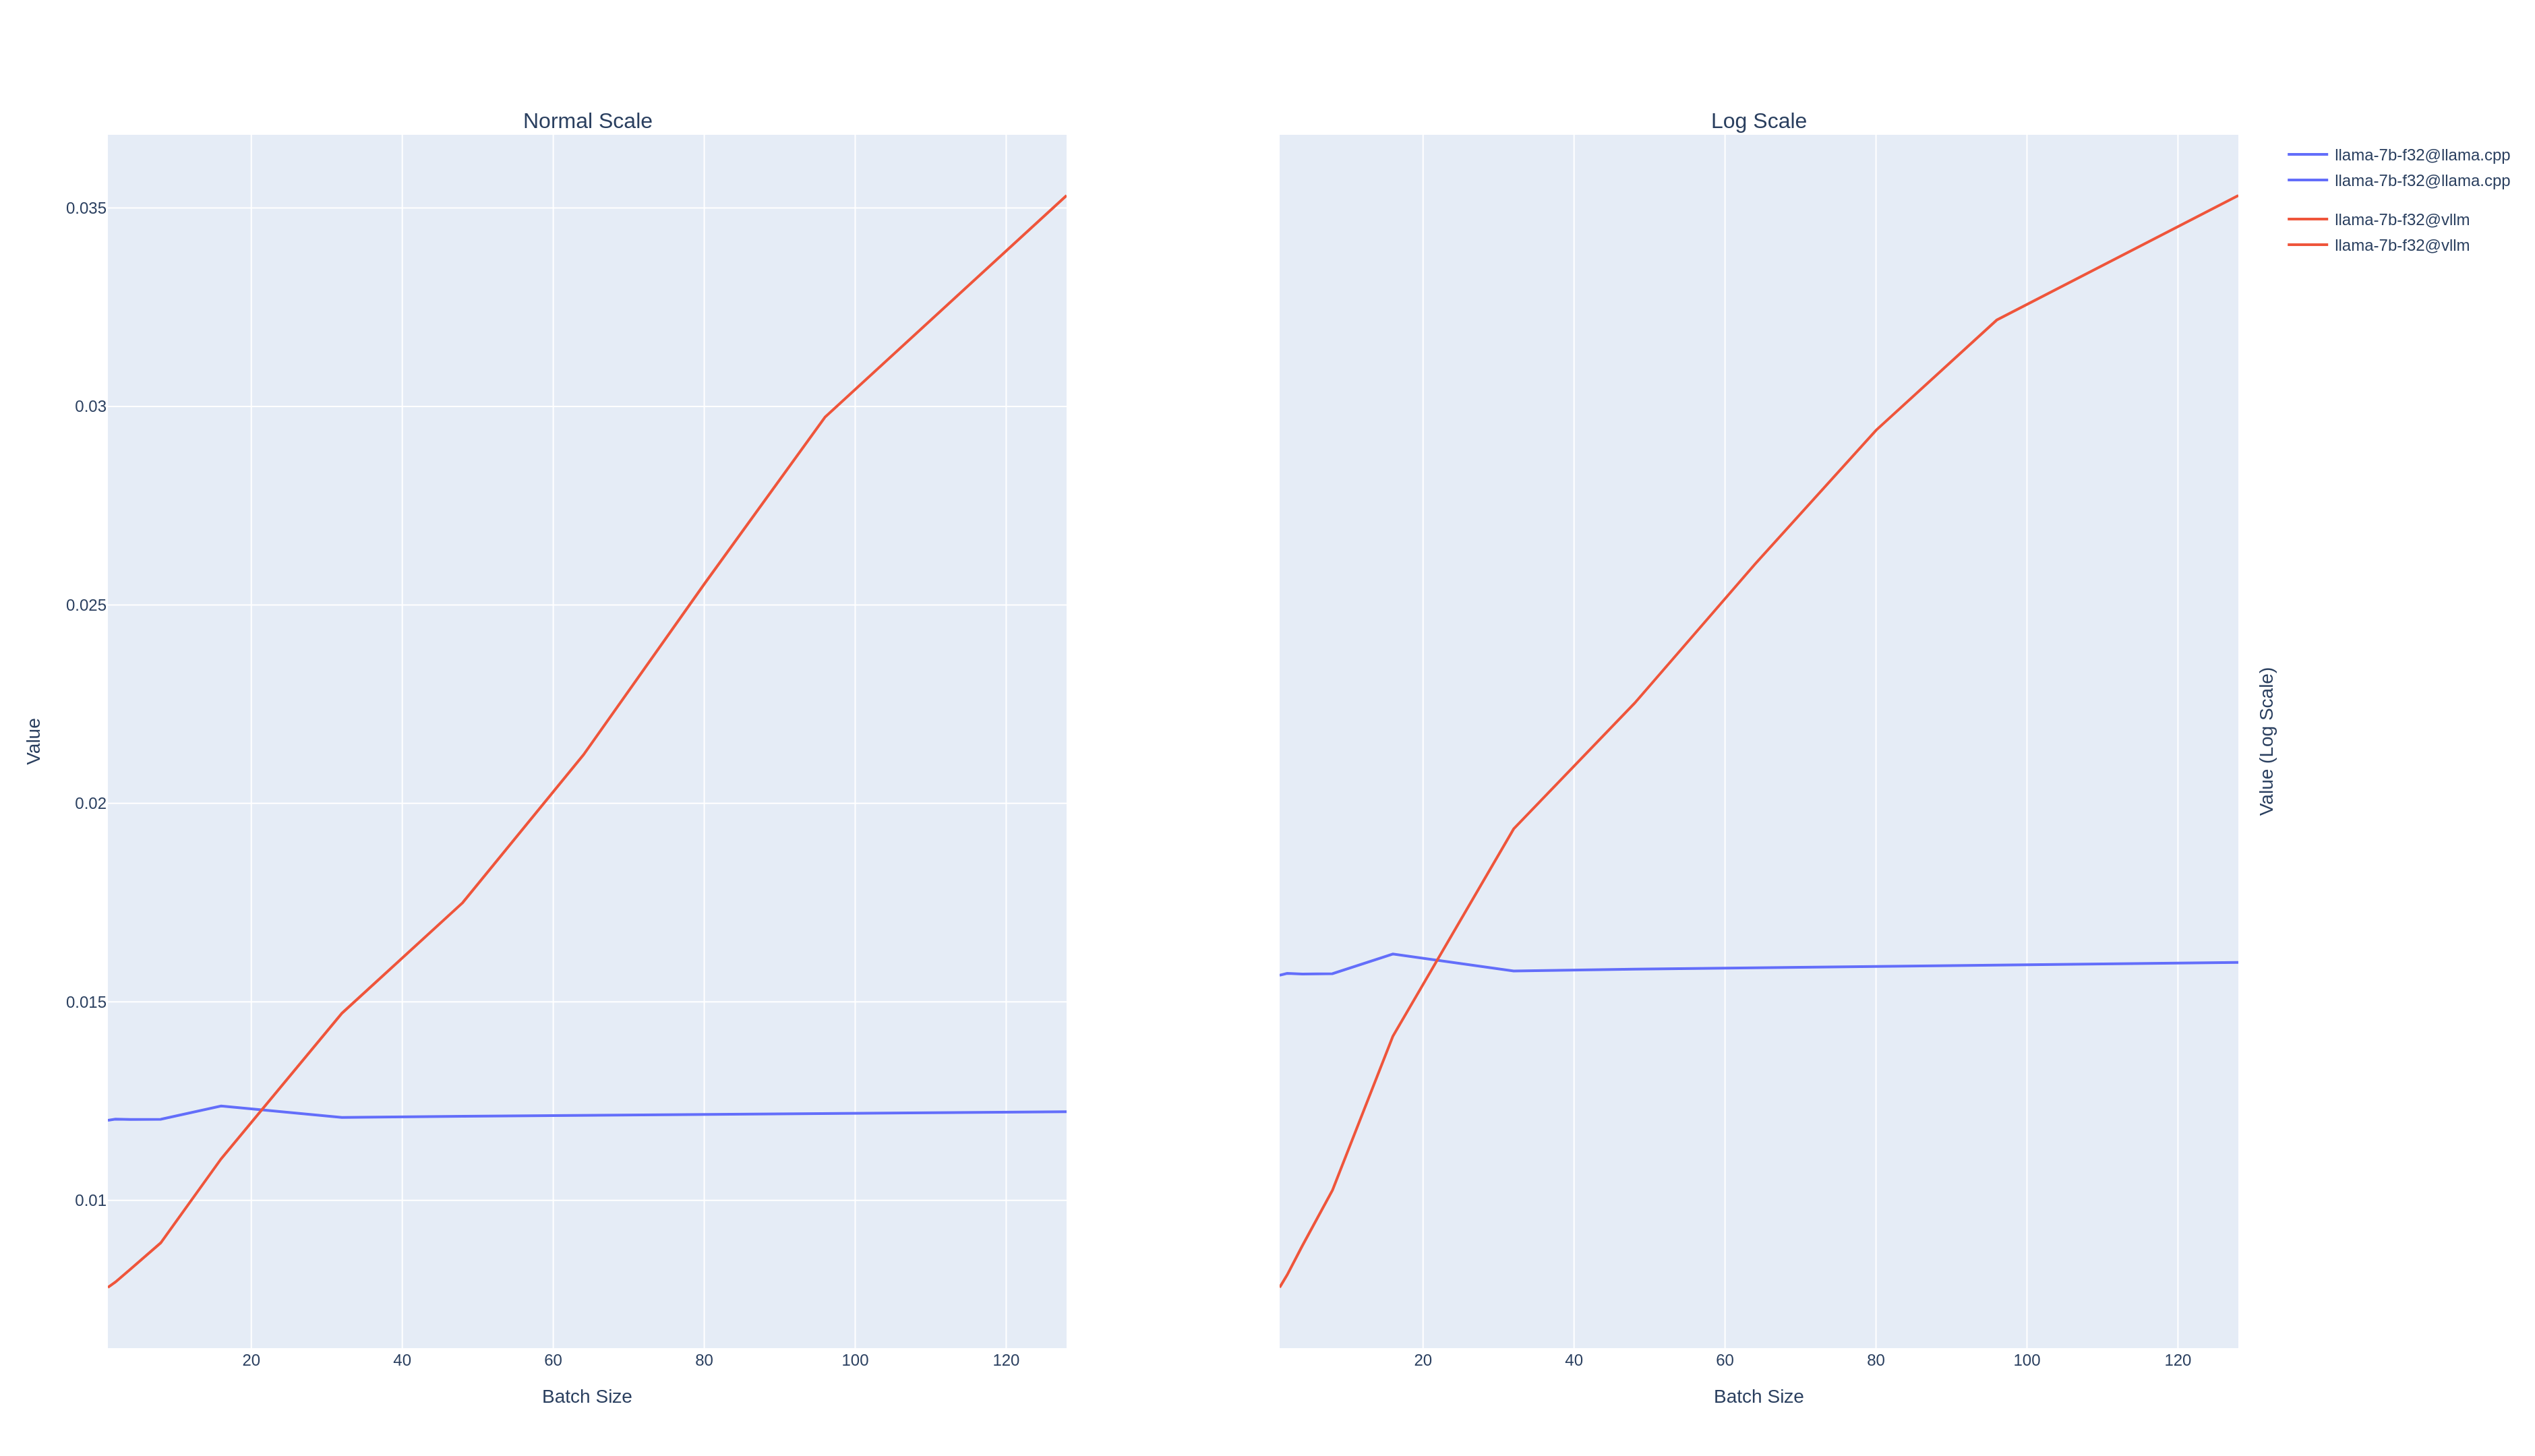 Normal Scale
Log Scale
0.035
0.03
0.025
0.02
0.015
0.01
Value
20 40 60 80 100 120
Batch Size
20 40 60 80 100 120
Batch Size
Value (Log Scale)
llama-7b-f32@llama.cpp
llama-7b-f32@llama.cpp
llama-7b-f32@vllm
llama-7b-f32@vllm